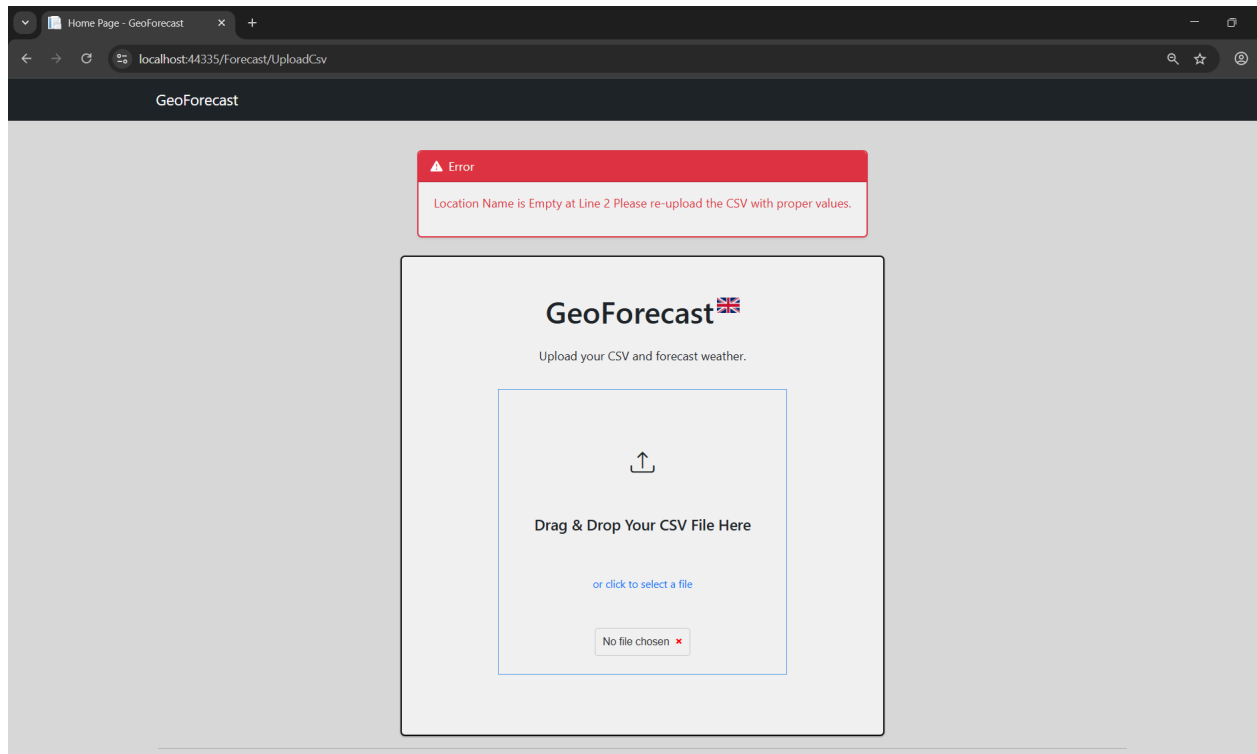 Home Page - GeoForecast
localhost:44335/Forecast/UploadCsv
GeoForecast
Error
Location Name is Empty at Line 2 Please re-upload the CSV with proper values.
GeoForecast
Upload your CSV and forecast weather.
Drag & Drop Your CSV File Here
or click to select a file
No file chosen